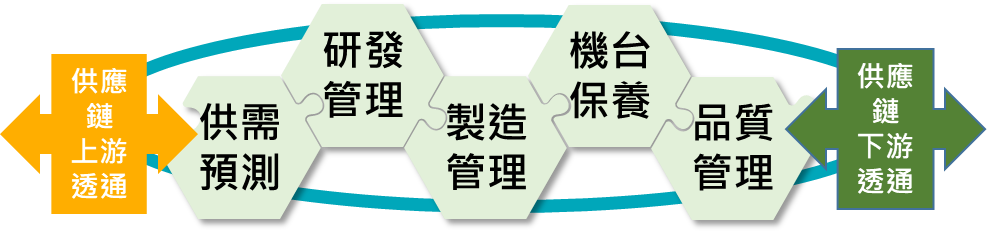 供應
鏈
上游
透通
供需
預測
研發
管理
製造
管理
機台
保養
品質
管理
供應
鏈
下游
透通